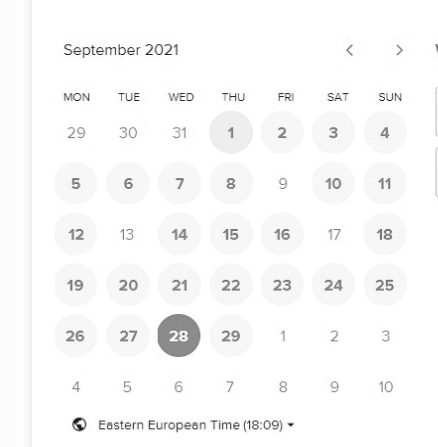 September 2021
MON TUE WED THU FRI SAT SUN
29 30 31 1 2 3 4
5 6 7 8 9 10 11
12 13 14 15 16 17 18
19 20 21 22 23 24 25
26 27 28 29 1 2 3
4 5 6 7 8 9 10
Eastern European Time (18:09)